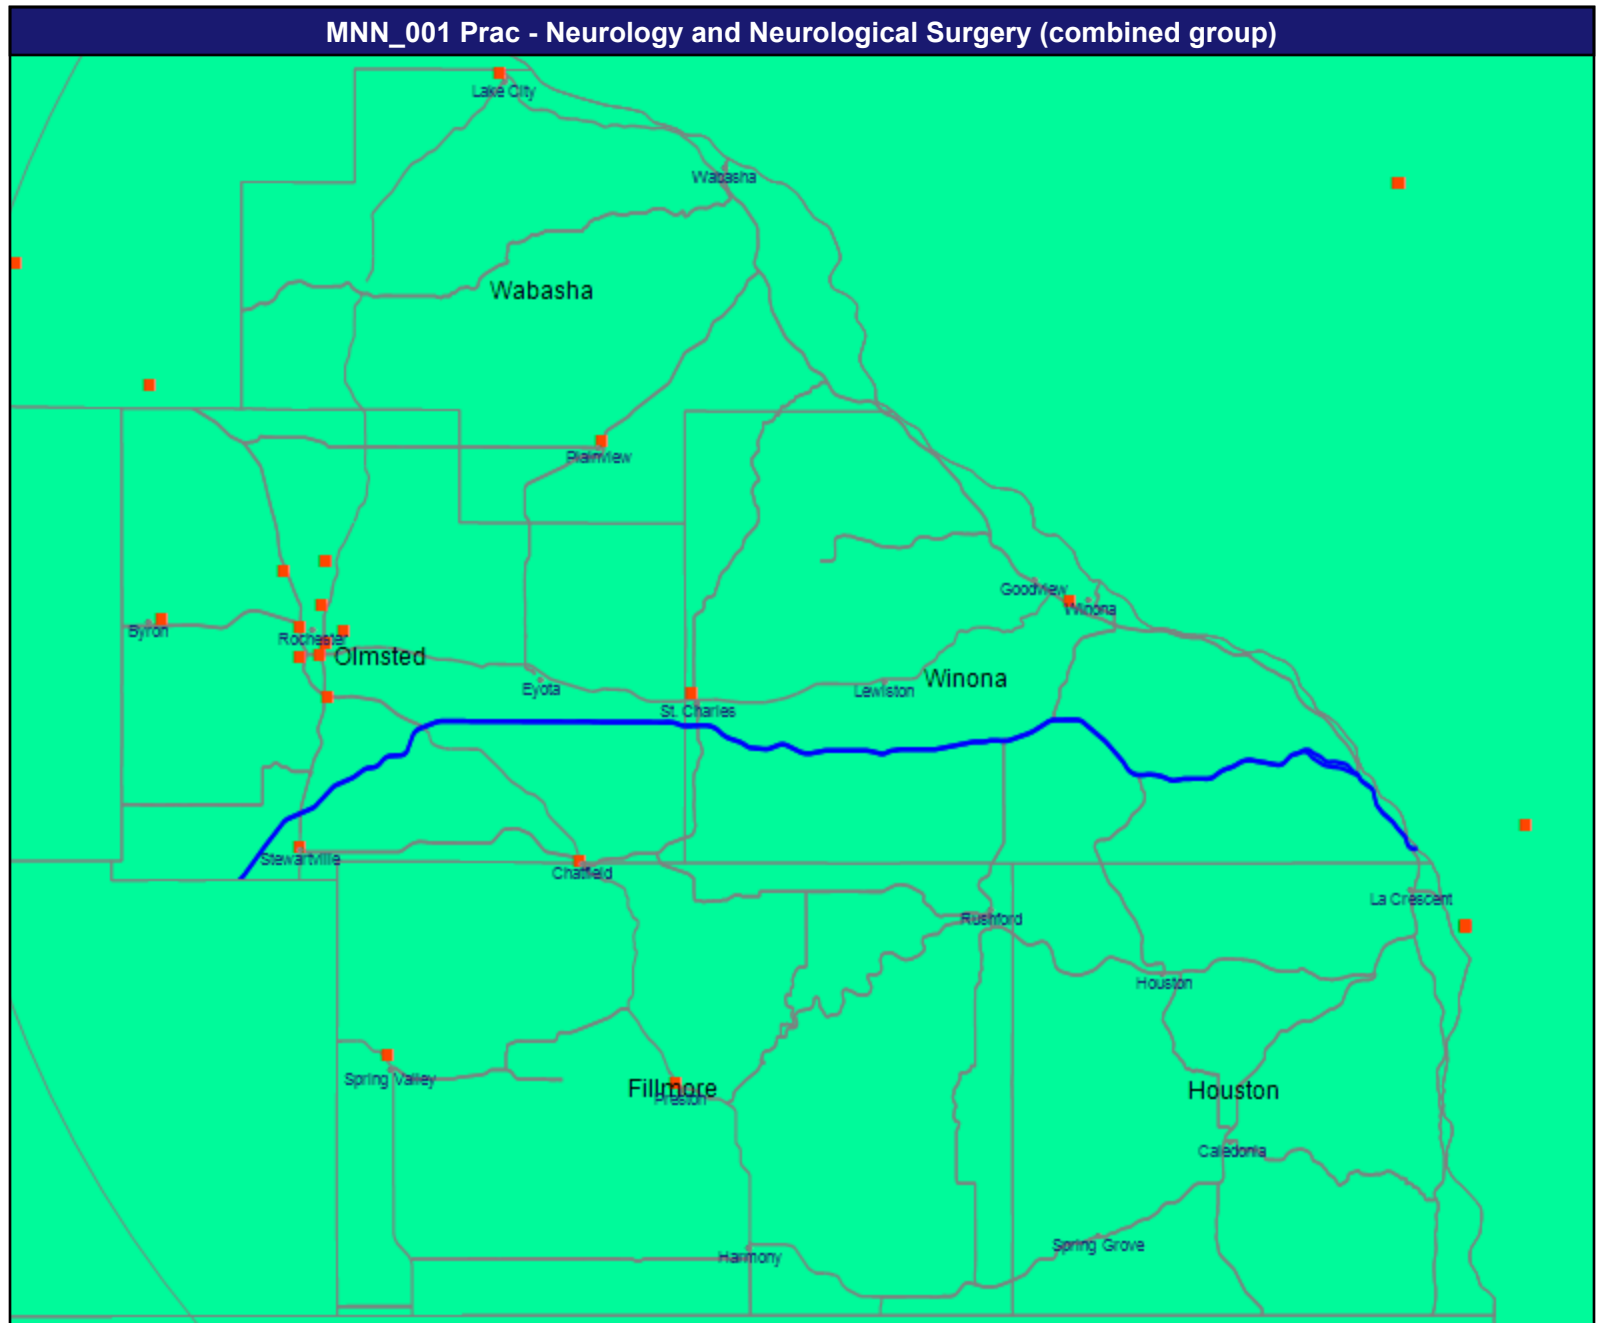 MNN_001 Prac - Neurology and Neurological Surgery (combined group)
Lake City
Wabasha
Wabasha
Plainview
Goodview
Winona
Byron
Rochester
Olmsted
Eyota
St. Charles
Lewiston
Winona
Stewartville
Chatfield
La Crescent
Rushford
Houston
Spring Valley
Fillmore
Preston
Houston
Caledonia
Harmony
Spring Grove